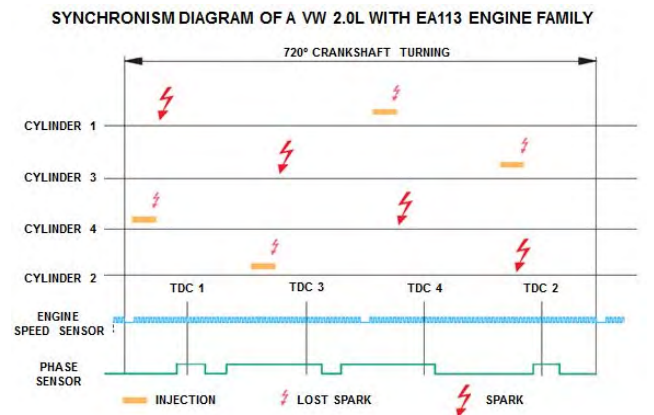 SYNCHRONISM DIAGRAM OF A VW 2.0L WITH EA113 ENGINE FAMILY
720º CRANKSHAFT TURNING
CYLINDER 1
CYLINDER 3
CYLINDER 4
CYLINDER 2
TDC 1 TDC 3 TDC 4 TDC 2
ENGINE
SPEED SENSOR
PHASE
SENSOR
INJECTION LOST SPARK SPARK